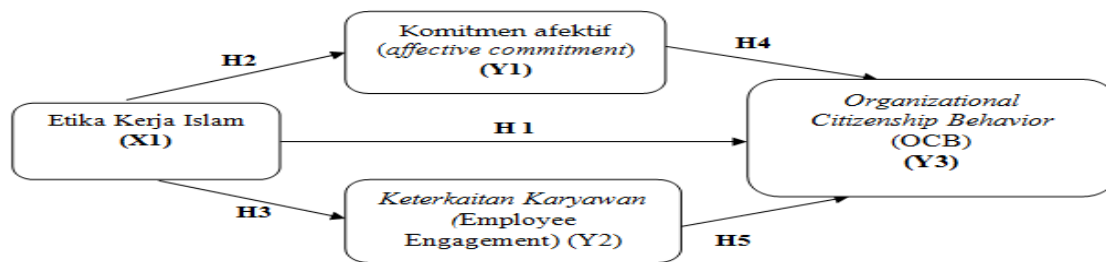 Komitmen afektif
(affective commitment)
(Y1)
H2
H4
Etika Kerja Islam
(X1)
H 1
Organizational
Citizenship Behavior
(OCB)
(Y3)
H3
Keterkaitan Karyawan
(Employee
Engagement) (Y2)
H5